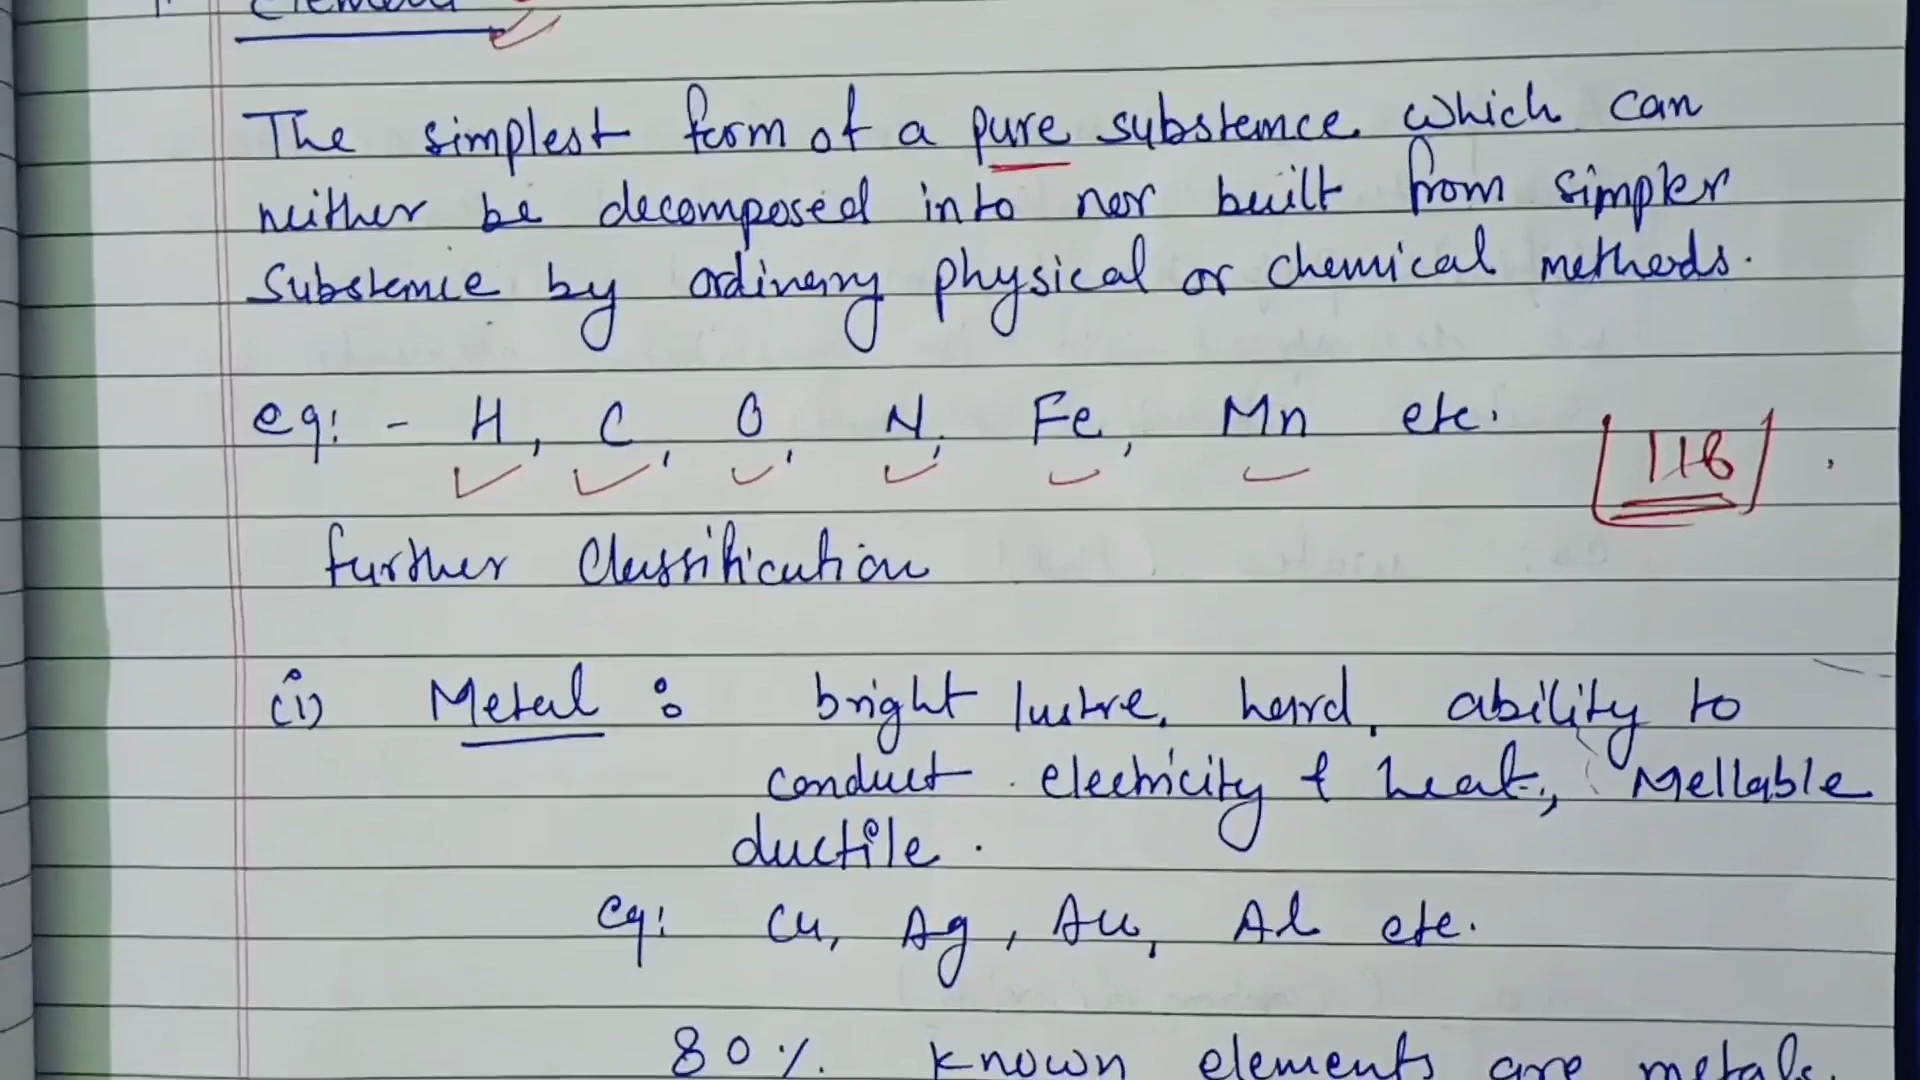 The simplest form of a pure substance which can
neither be decomposed into nor built from simpler
Substance by ordinary physical or chemical methods.
eg:- H, C, O, N, Fe, Mn etc.
118
further Classification
(i) Metal : bright lustre, hard, ability to
conduct electricity & heat, Mellable
ductile.
eg: Cu, Ag, Au, Al etc.
80 %. known elements are metals.